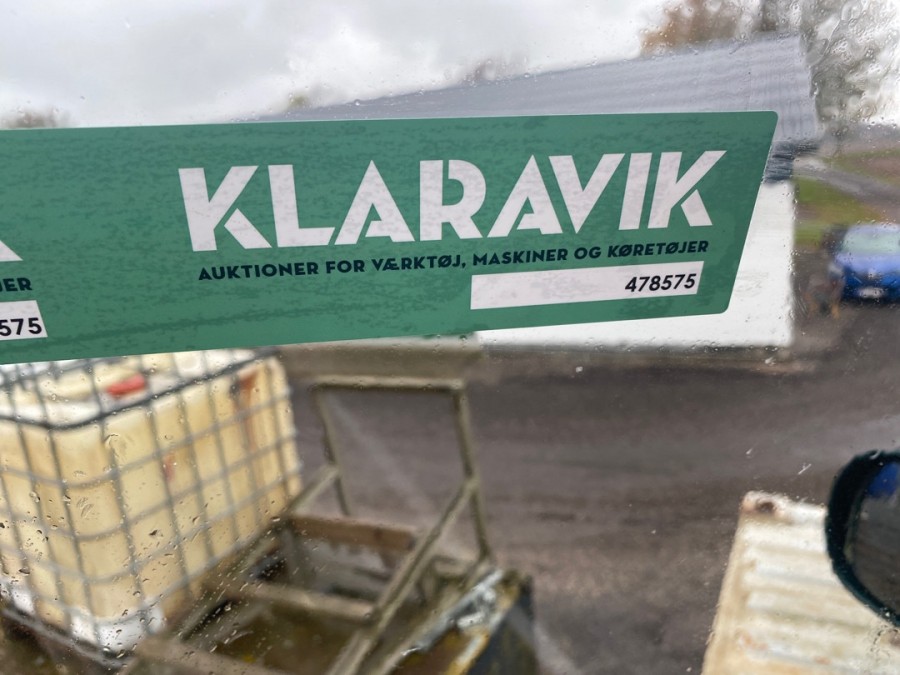 KLARAVIK
AUKTIONER FOR VÆRKTØJ, MASKINER OG KØRETØJER
478575
575